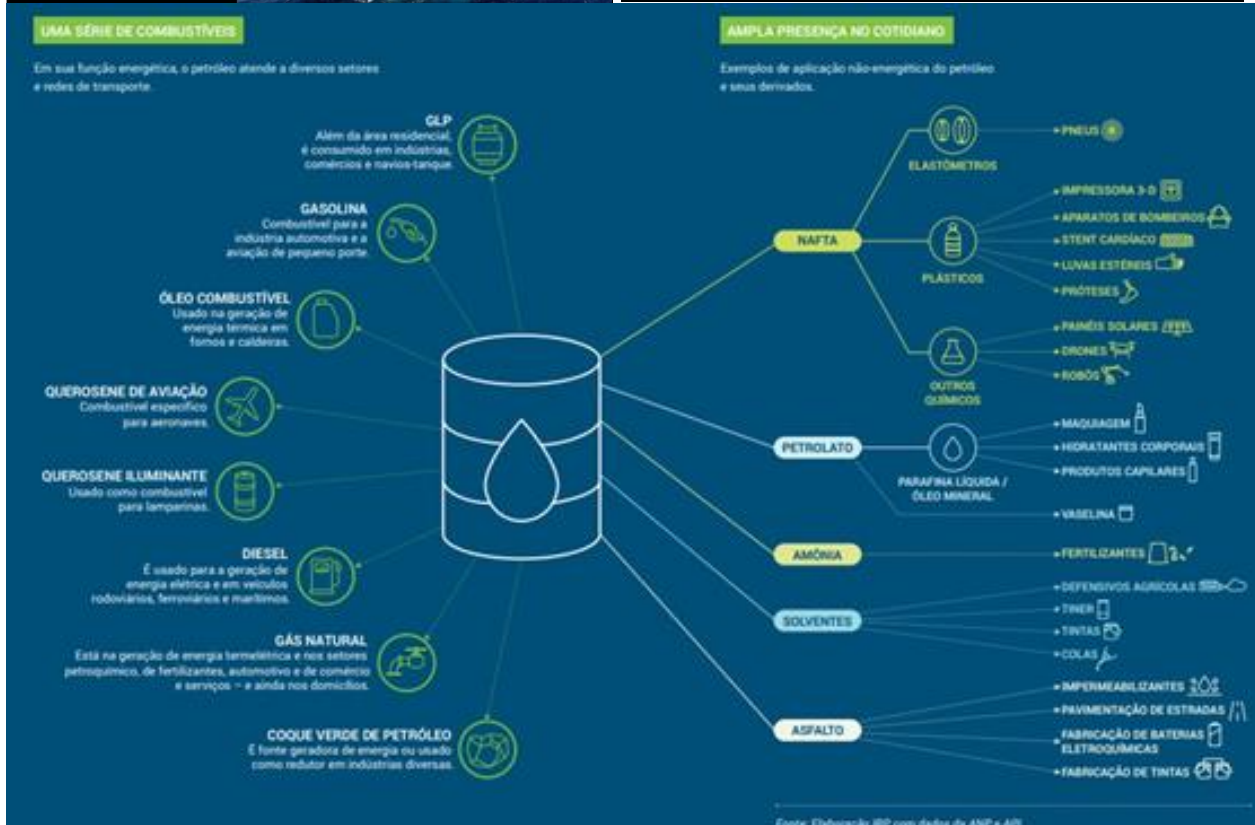 UMA SÉRIE DE COMBUSTÍVEIS
Em sua função energética, o petróleo atende a diversos setores
e redes de transporte.
GLP
Além da área residencial,
é consumido em indústrias,
comércios e navios-tanque.
GASOLINA
Combustível para a
indústria automotiva e a
aviação de pequeno porte.
ÓLEO COMBUSTÍVEL
Usado na geração de
energia térmica em
fornos e caldeiras.
QUEROSENE DE AVIAÇÃO
Combustível específico
para aeronaves.
QUEROSENE ILUMINANTE
Usado como combustível
para lamparinas.
DIESEL
É usado para a geração de
energia elétrica e em veículos
rodoviários, ferroviários e marítimos.
GÁS NATURAL
Está na geração de energia termelétrica e nos setores
petroquímico, de fertilizantes, automotivo e de comércio
e serviços – e ainda nos domicílios.
COQUE VERDE DE PETRÓLEO
É fonte geradora de energia ou usado
como redutor em indústrias diversas.
AMPLA PRESENÇA NO COTIDIANO
Exemplos de aplicação não-energética do petróleo
e seus derivados.
NAFTA
ELASTÔMETROS
PNEUS
PLÁSTICOS
IMPRESSORA 3-D
APARATOS DE BOMBEIROS
STENT CARDÍACO
LUVAS ESTÉREIS
PRÓTESES
OUTROS
QUÍMICOS
PAINÉIS SOLARES
DRONES
ROBÔS
PETROLATO
PARAFINA LÍQUIDA /
ÓLEO MINERAL
MAQUIAGEM
HIDRATANTES CORPORAIS
PRODUTOS CAPILARES
VASELINA
AMÔNIA
FERTILIZANTES
SOLVENTES
DEFENSIVOS AGRÍCOLAS
TINER
TINTAS
COLAS
ASFALTO
IMPERMEABILIZANTES
PAVIMENTAÇÃO DE ESTRADAS
FABRICAÇÃO DE BATERIAS
ELETROQUÍMICAS
FABRICAÇÃO DE TINTAS
Fonte: Elaboração IBP com dados da ANP e API.